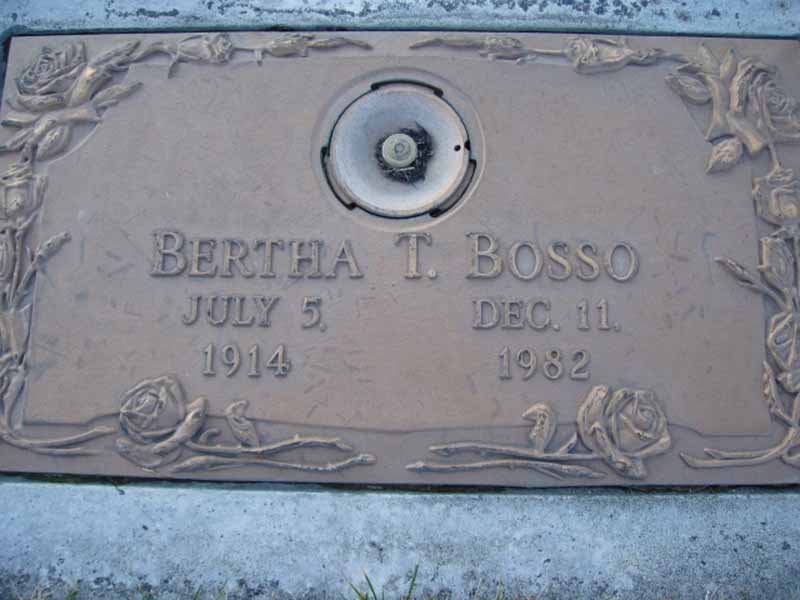 BERTHA T. BOSSO
JULY 5, DEC. 11,
1914 1982